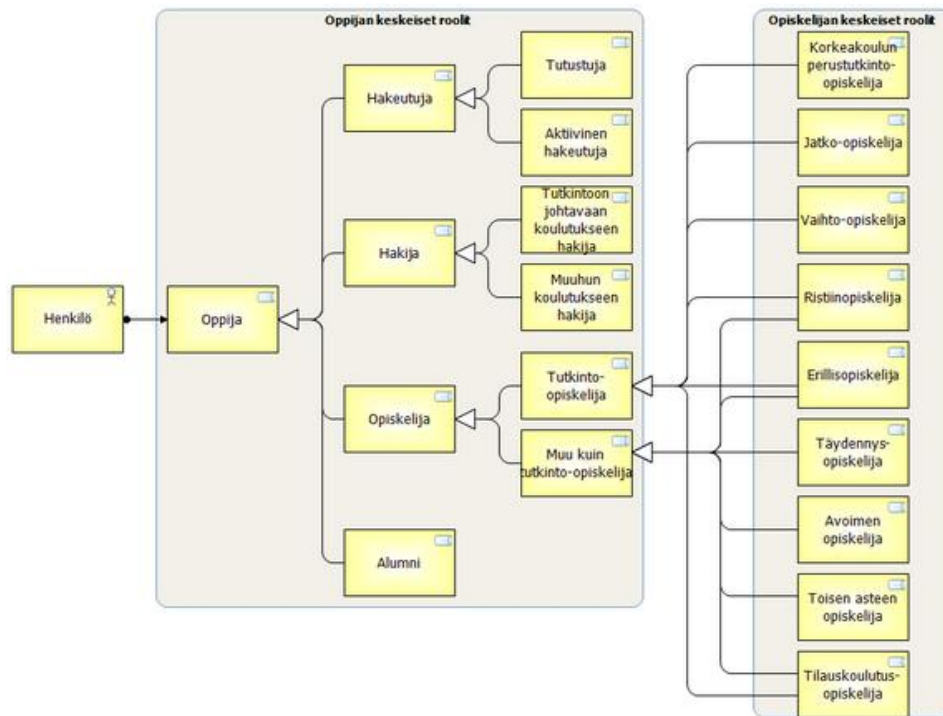 Oppijan keskeiset roolit
Opiskelijan keskeiset roolit
Henkilö
Oppija
Hakeutuja
Hakija
Opiskelija
Alumni
Tutustuja
Aktiivinen
hakeutuja
Tutkintoon
johtavaan
koulutukseen
hakija
Muuhun
koulutukseen
hakija
Tutkinto-
opiskelija
Muu kuin
tutkinto-opiskelija
Korkeakoulun
perustutkinto-
opiskelija
Jatko-opiskelija
Vaihto-opiskelija
Ristiinopiskelija
Erillisopiskelija
Täydennys-
opiskelija
Avoimen
opiskelija
Toisen asteen
opiskelija
Tilauskoulutus-
opiskelija